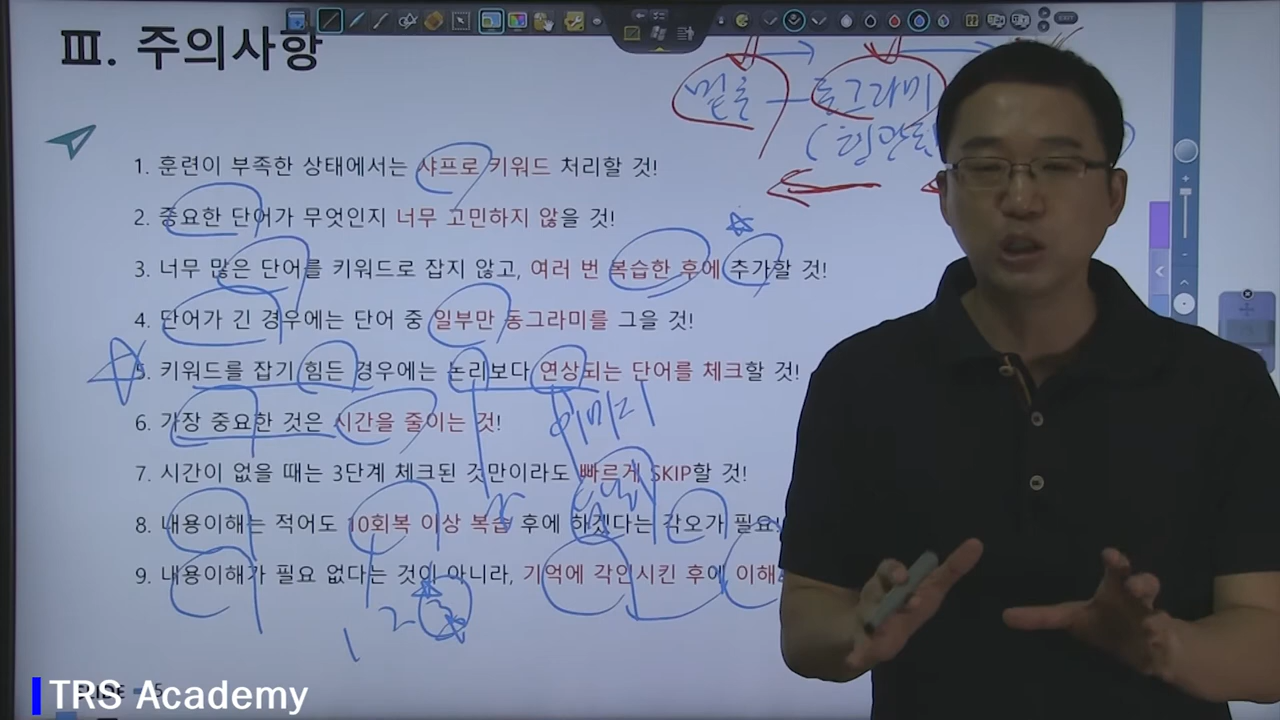 Ⅲ. 주의사항
EXIT
밑줄 — 동그라미
1. 훈련이 부족한 상태에서는 샤프로 키워드 처리할 것!
2. 중요한 단어가 무엇인지 너무 고민하지 않을 것!
3. 너무 많은 단어를 키워드로 잡지 않고, 여러 번 복습한 후에 추가할 것!
4. 단어가 긴 경우에는 단어 중 일부만 동그라미를 그을 것!
5. 키워드를 잡기 힘든 경우에는 논리보다 연상되는 단어를 체크할 것!
이미지
6. 가장 중요한 것은 시간을 줄이는 것!
7. 시간이 없을 때는 3단계 체크된 것만이라도 빠르게 SKIP할 것!
8. 내용이해는 적어도 10회복 이상 복습 후에 하겠다는 각오가 필요!
9. 내용이해가 필요 없다는 것이 아니라, 기억에 각인시킨 후에 이해
1 2 3
SLIDE - 5
TRS Academy